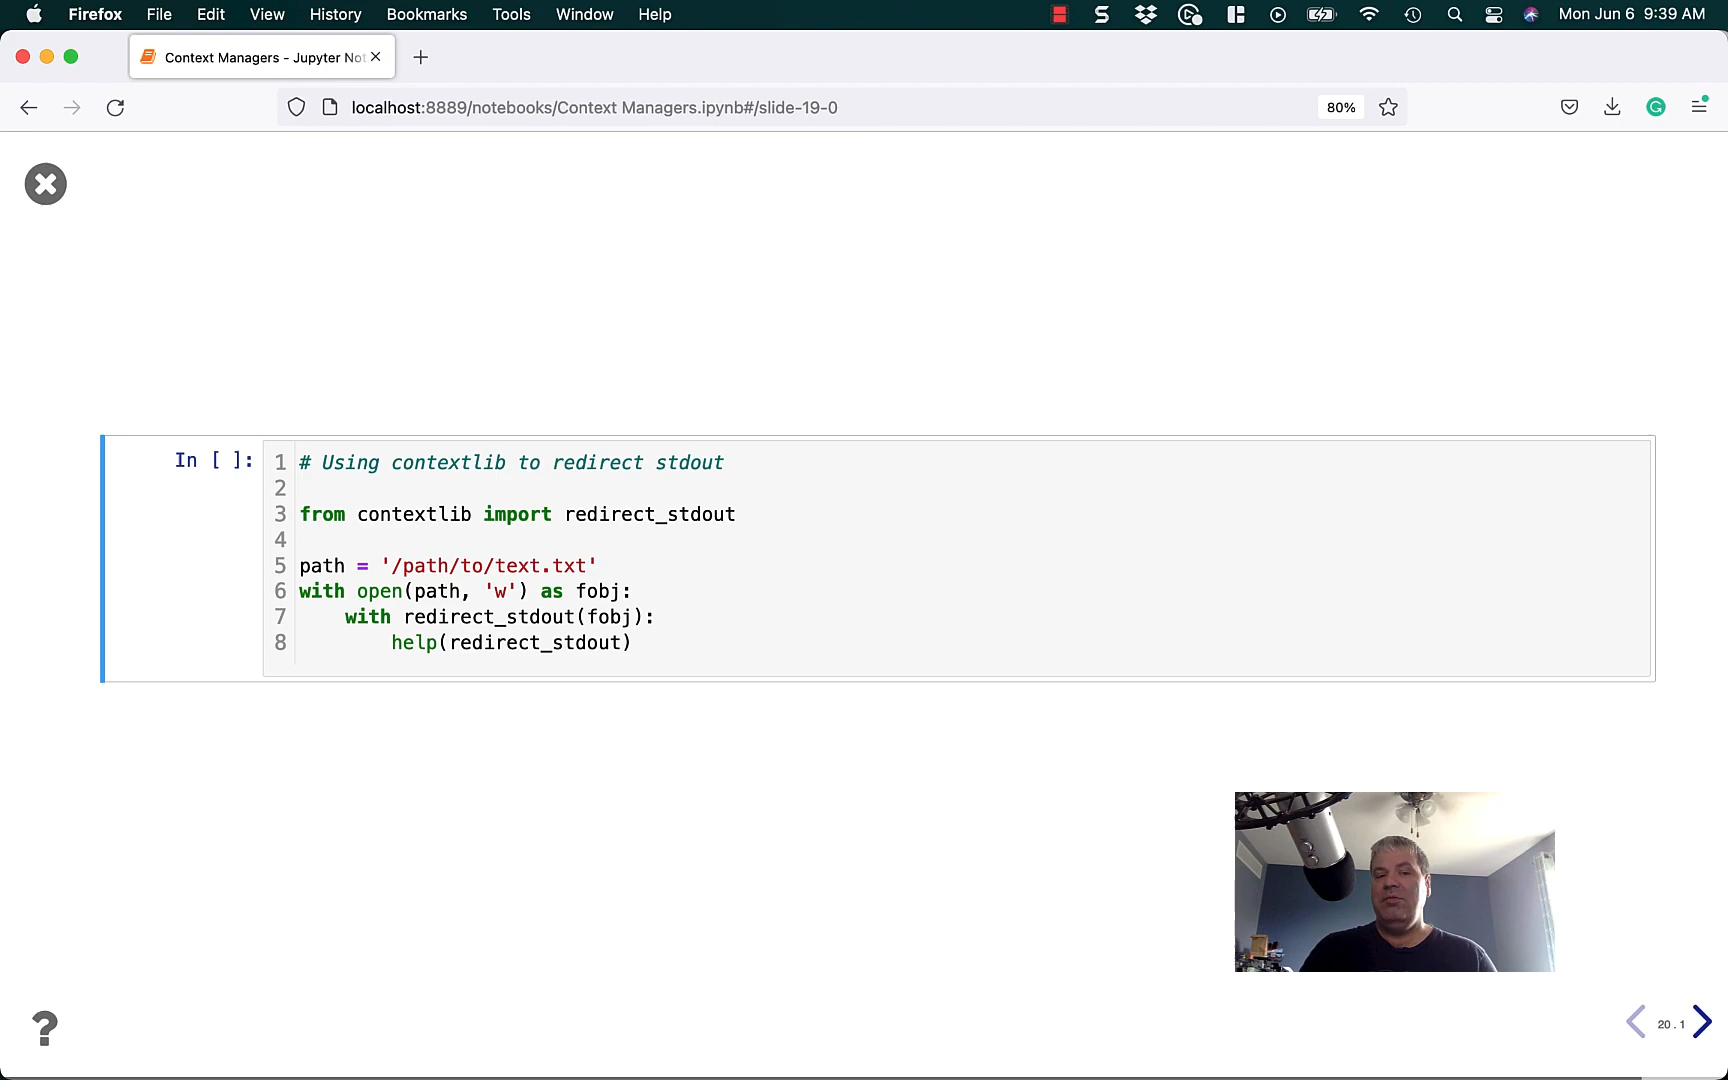 Firefox File Edit View History Bookmarks Tools Window Help Mon Jun 6 9:39 AM
Context Managers - Jupyter Not
localhost:8889/notebooks/Context Managers.ipynb#/slide-19-0 80%
In [ ]:
1 # Using contextlib to redirect stdout
2
3 from contextlib import redirect_stdout
4
5 path = '/path/to/text.txt'
6 with open(path, 'w') as fobj:
7 with redirect_stdout(fobj):
8 help(redirect_stdout)
?
20.1